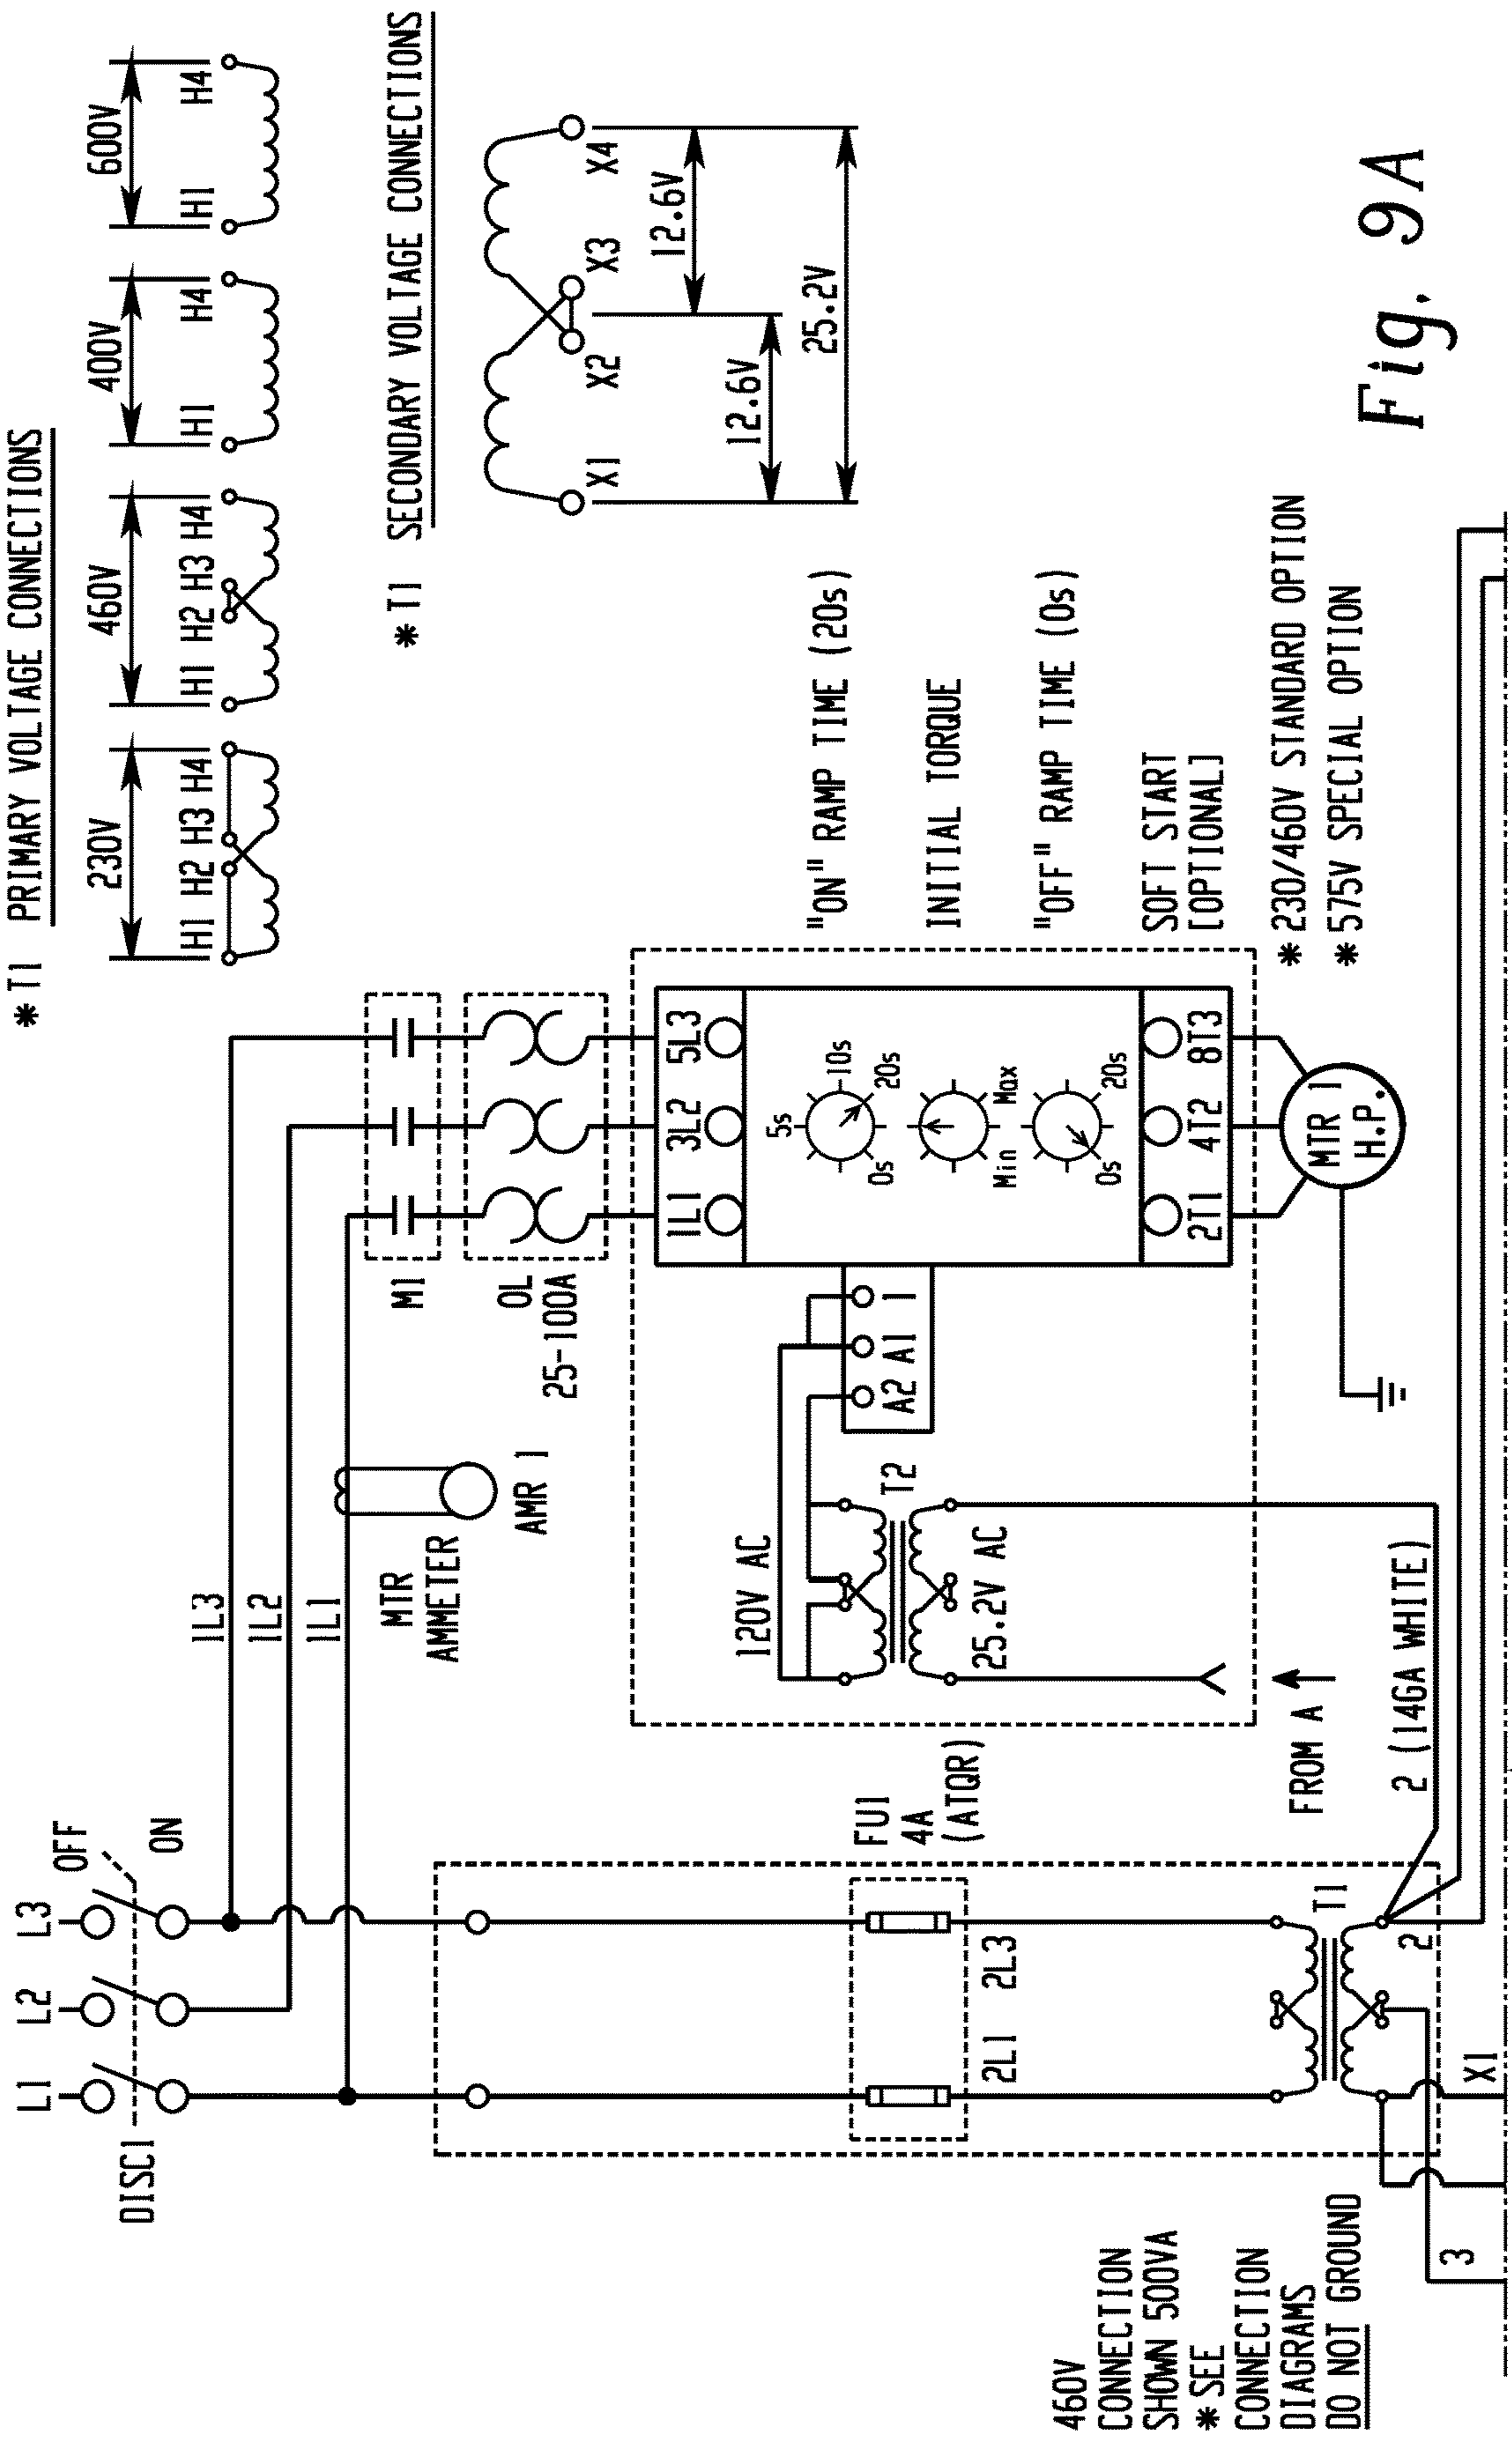 * T1 PRIMARY VOLTAGE CONNECTIONS
230V
H1 H2 H3 H4
460V
H1 H2 H3 H4
400V
H1 H4
600V
H1 H4
* T1 SECONDARY VOLTAGE CONNECTIONS
X1 X2 X3 X4
12.6V
12.6V
25.2V
L1 L2 L3
OFF
ON
DISC1
1L3
1L2
1L1
MTR
AMMETER
AMR 1
M1
OL
25-100A
1L1 3L2 5L3
5s
10s
0s
20s
Min
Max
0s
20s
2T1 4T2 8T3
"ON" RAMP TIME (20s)
INITIAL TORQUE
"OFF" RAMP TIME (0s)
SOFT START
[OPTIONAL]
* 230/460V STANDARD OPTION
* 575V SPECIAL OPTION
MTR 1
H.P.
A2 A1 1
120V AC
T2
25.2V AC
FROM A
2 (14GA WHITE)
FU1
4A
(ATQR)
2L1 2L3
T1
2
X1
3
460V
CONNECTION
SHOWN 500VA
* SEE
CONNECTION
DIAGRAMS
DO NOT GROUND
Fig. 9A